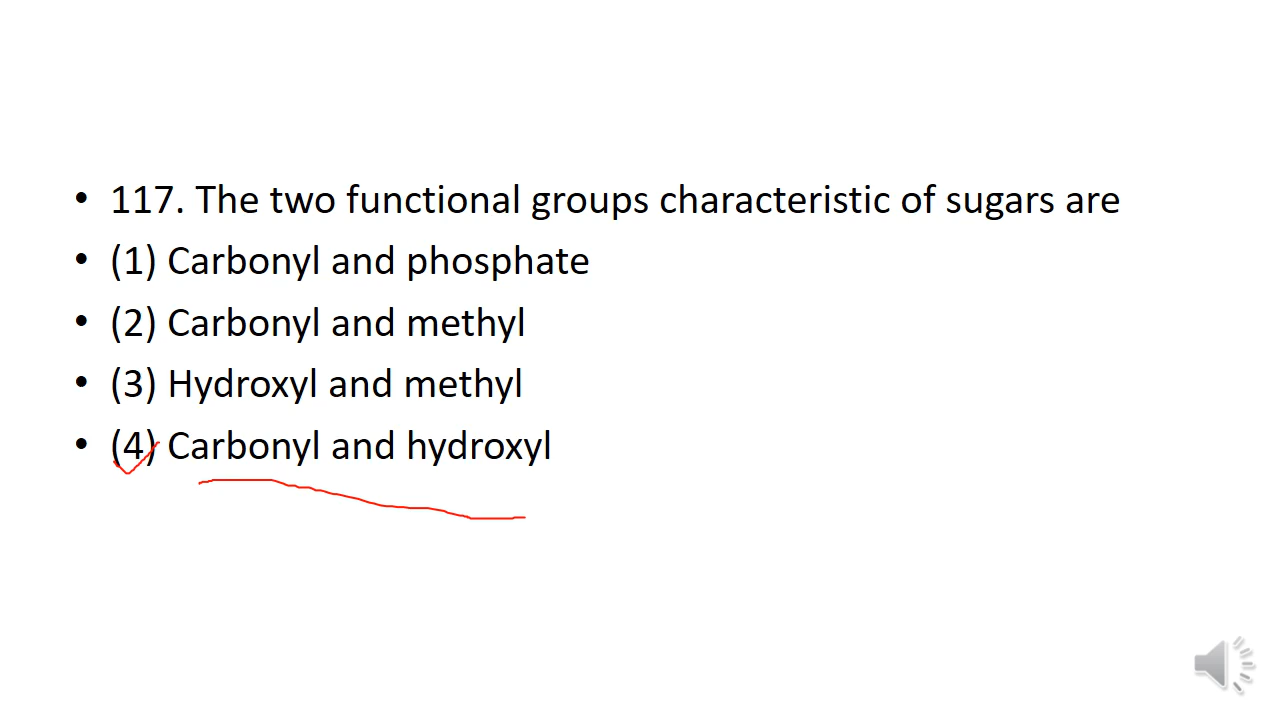 • 117. The two functional groups characteristic of sugars are
• (1) Carbonyl and phosphate
• (2) Carbonyl and methyl
• (3) Hydroxyl and methyl
• (4) Carbonyl and hydroxyl